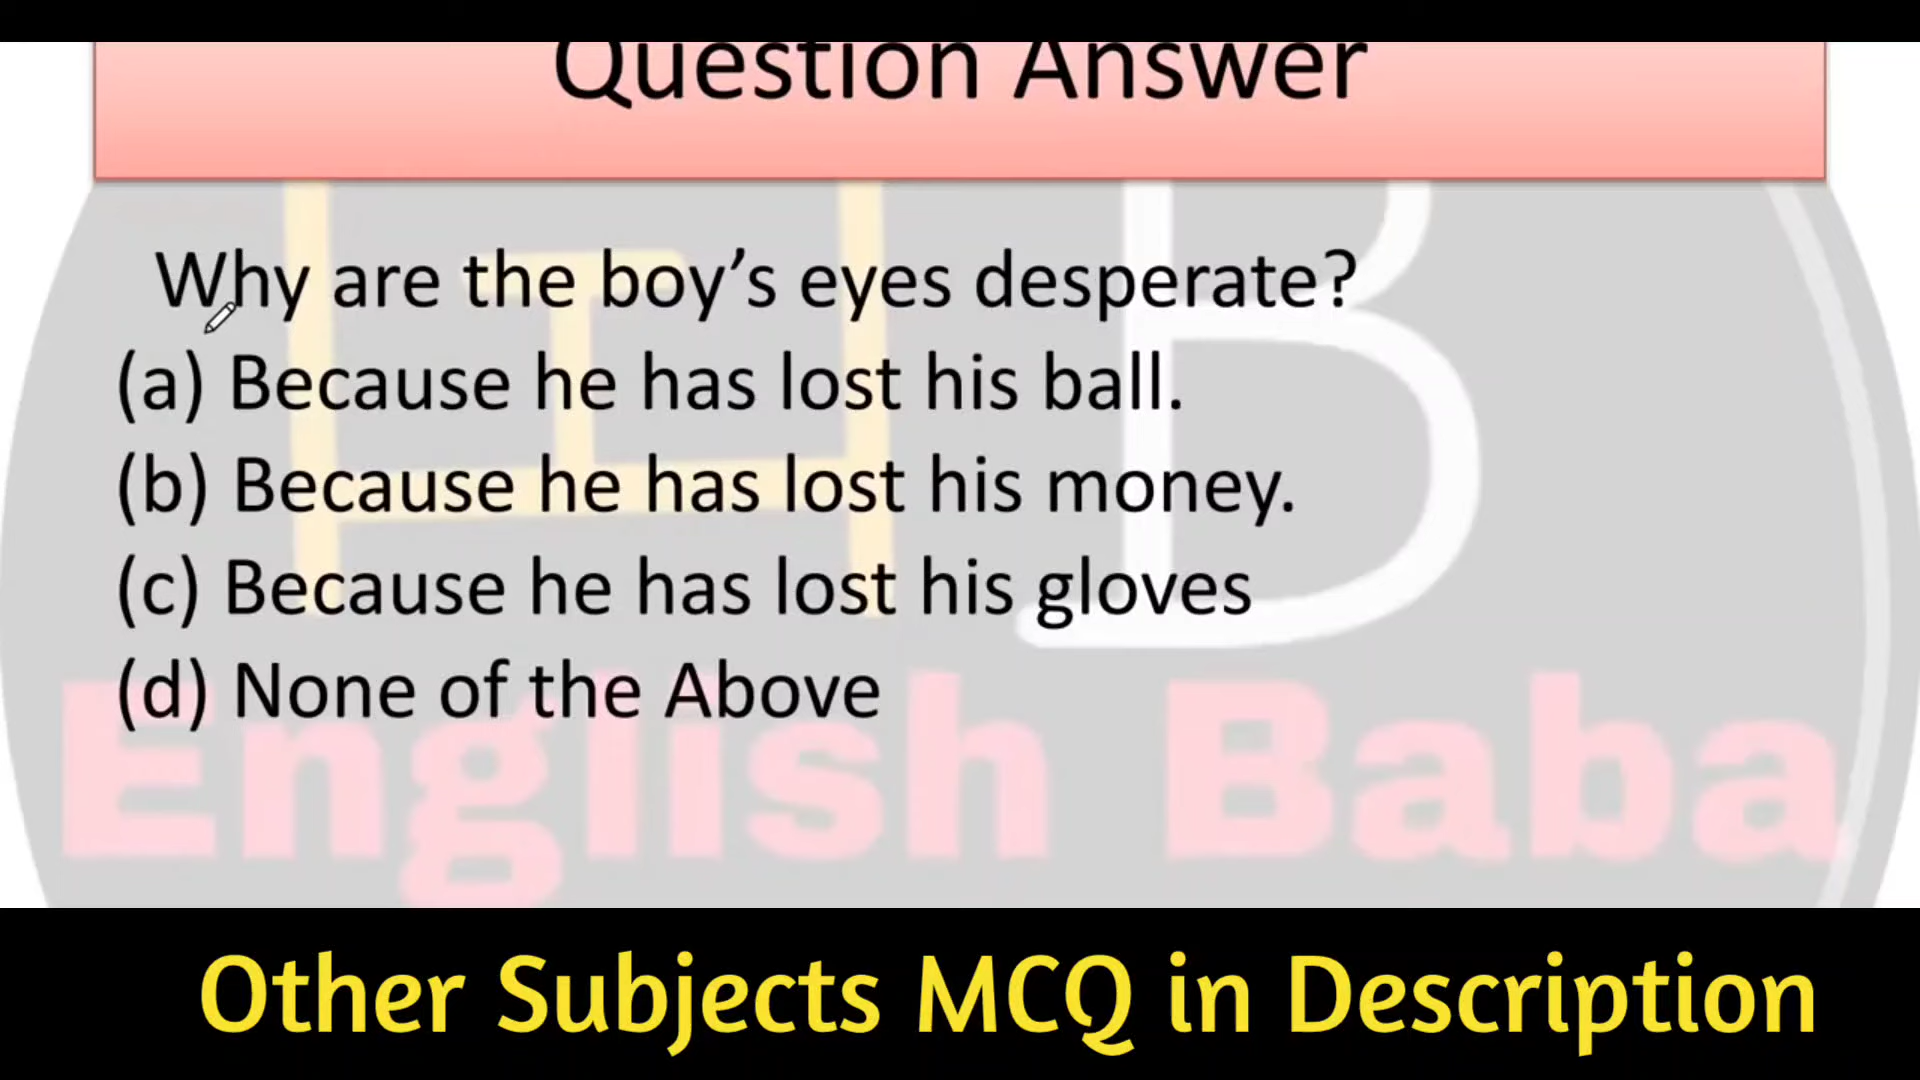 Question Answer
Why are the boy’s eyes desperate?
(a) Because he has lost his ball.
(b) Because he has lost his money.
(c) Because he has lost his gloves
(d) None of the Above
EB
English Baba
Other Subjects MCQ in Description